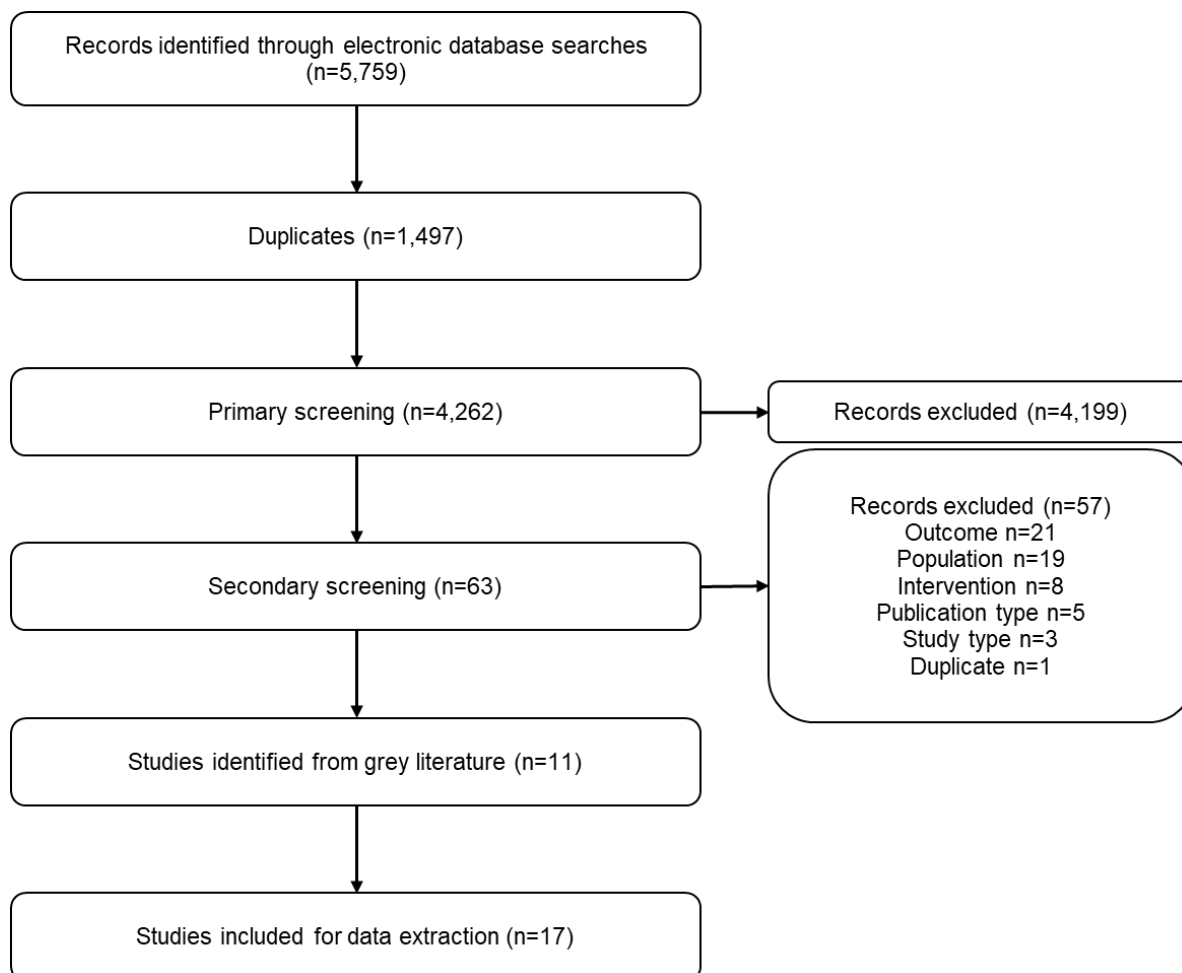 Records identified through electronic database searches
(n=5,759)
Duplicates (n=1,497)
Primary screening (n=4,262)
Records excluded (n=4,199)
Secondary screening (n=63)
Records excluded (n=57)
Outcome n=21
Population n=19
Intervention n=8
Publication type n=5
Study type n=3
Duplicate n=1
Studies identified from grey literature (n=11)
Studies included for data extraction (n=17)